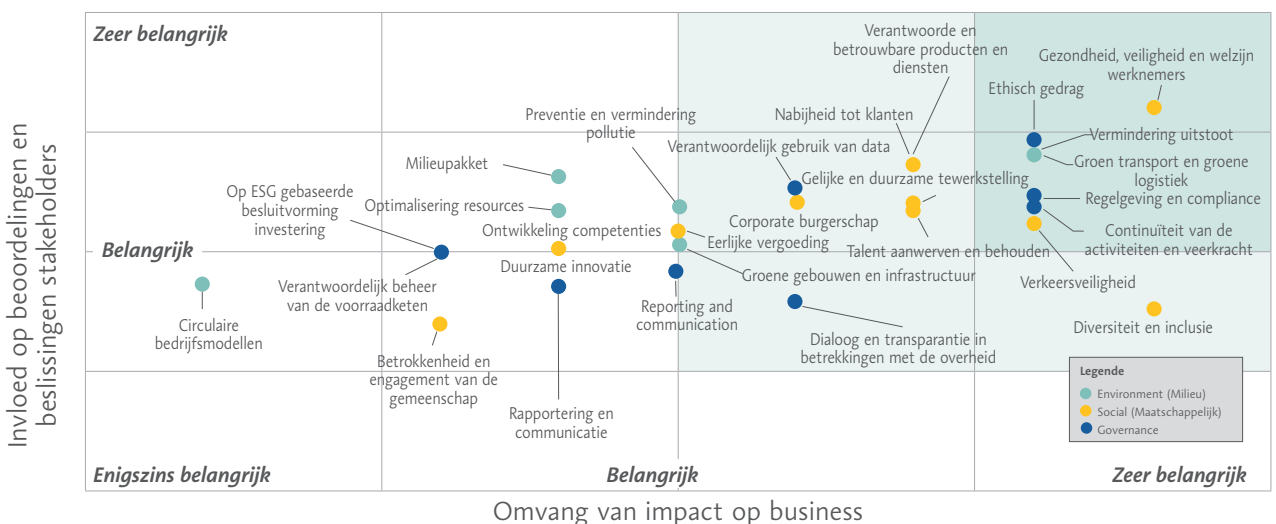 Zeer belangrijk
Verantwoorde en
betrouwbare producten en
diensten
Gezondheid, veiligheid en welzijn
werknemers
Ethisch gedrag
Preventie en vermindering
pollutie
Nabijheid tot klanten
Vermindering uitstoot
Verantwoordelijk gebruik van data
Milieupakket
Groen transport en groene
logistiek
Gelijke en duurzame tewerkstelling
Op ESG gebaseerde
besluitvorming
investering
Optimalisering resources
Regelgeving en compliance
Corporate burgerschap
Ontwikkeling competenties
Eerlijke vergoeding
Continuïteit van de
activiteiten en veerkracht
Belangrijk
Talent aanwerven en behouden
Duurzame innovatie
Groene gebouwen en infrastructuur
Verkeersveiligheid
Verantwoordelijk beheer
van de voorraadketen
Reporting and
communication
Circulaire
bedrijfsmodellen
Diversiteit en inclusie
Dialoog en transparantie in
betrekkingen met de overheid
Betrokkenheid en
engagement van de
gemeenschap
Rapportering en
communicatie
Legende
Environment (Milieu)
Social (Maatschappelijk)
Governance
Enigszins belangrijk
Belangrijk
Zeer belangrijk
Invloed op beoordelingen en
beslissingen stakeholders
Omvang van impact op business